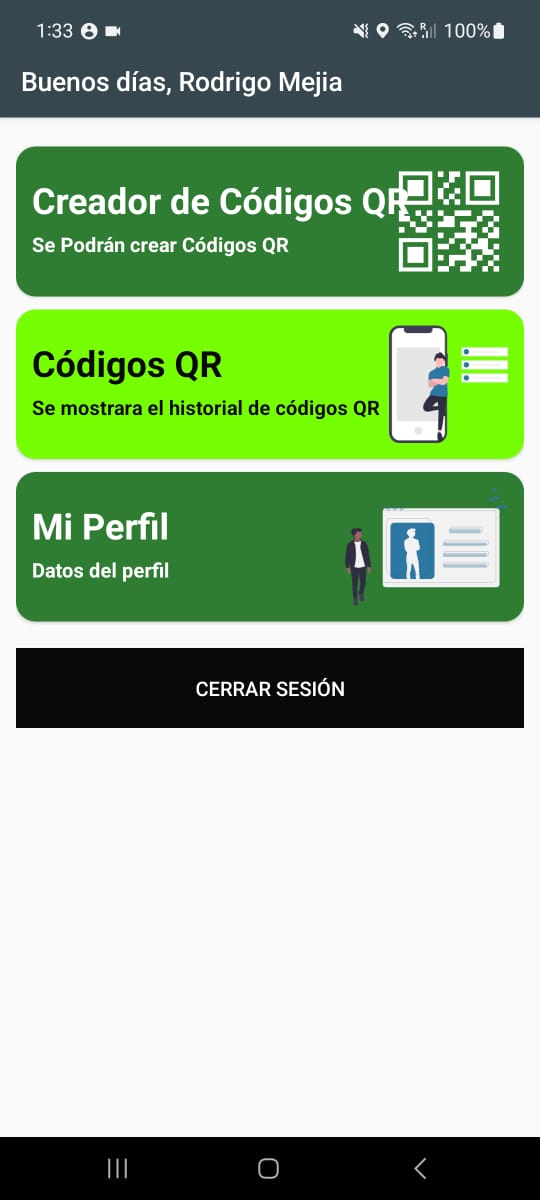 1:33
R
100%
Buenos días, Rodrigo Mejia
Creador de Códigos QR
Se Podrán crear Códigos QR
Códigos QR
Se mostrara el historial de códigos QR
Mi Perfil
Datos del perfil
CERRAR SESIÓN